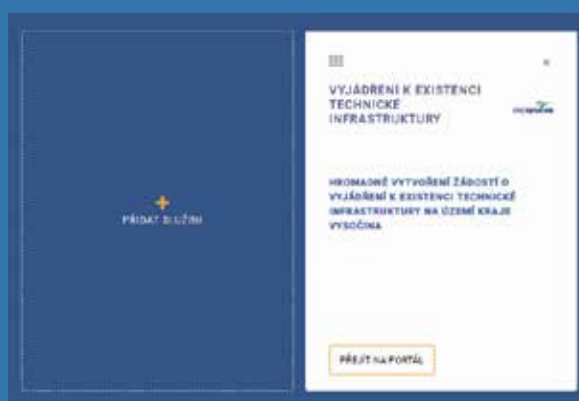 PŘIDAT SLUŽBU
VYJÁDŘENÍ K EXISTENCI
TECHNICKÉ
INFRASTRUKTURY
HROMADNÉ VYTVOŘENÍ ŽÁDOSTÍ O
VYJÁDŘENÍ K EXISTENCI TECHNICKÉ
INFRASTRUKTURY NA ÚZEMÍ KRAJE
VYSOČINA
PŘEJÍT NA PORTÁL